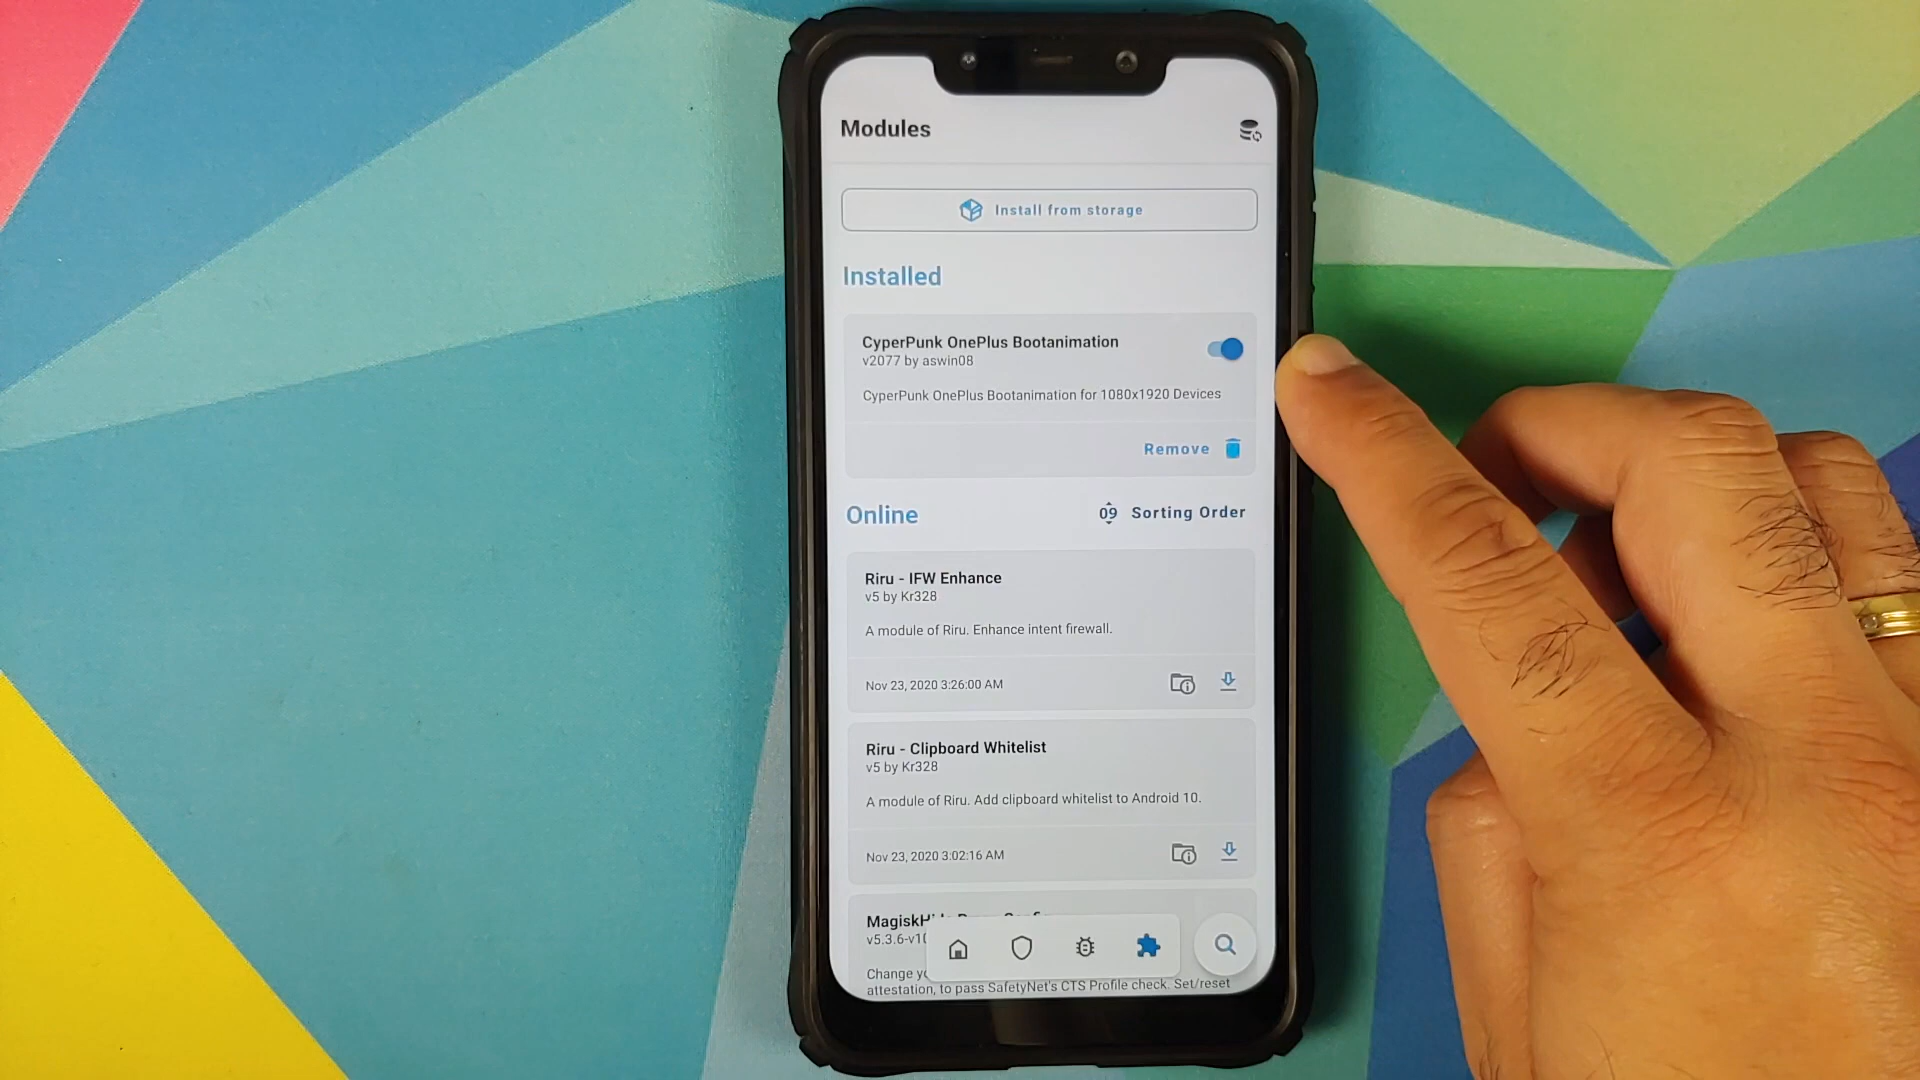 Modules
Install from storage
Installed
CyperPunk OnePlus Bootanimation
v2077 by aswin08
CyperPunk OnePlus Bootanimation for 1080x1920 Devices
Remove
Online
09 Sorting Order
Riru - IFW Enhance
v5 by Kr328
A module of Riru. Enhance intent firewall.
Nov 23, 2020 3:26:00 AM
Riru - Clipboard Whitelist
v5 by Kr328
A module of Riru. Add clipboard whitelist to Android 10.
Nov 23, 2020 3:02:16 AM
attestation, to pass SafetyNet's CTS Profile check. Set/reset